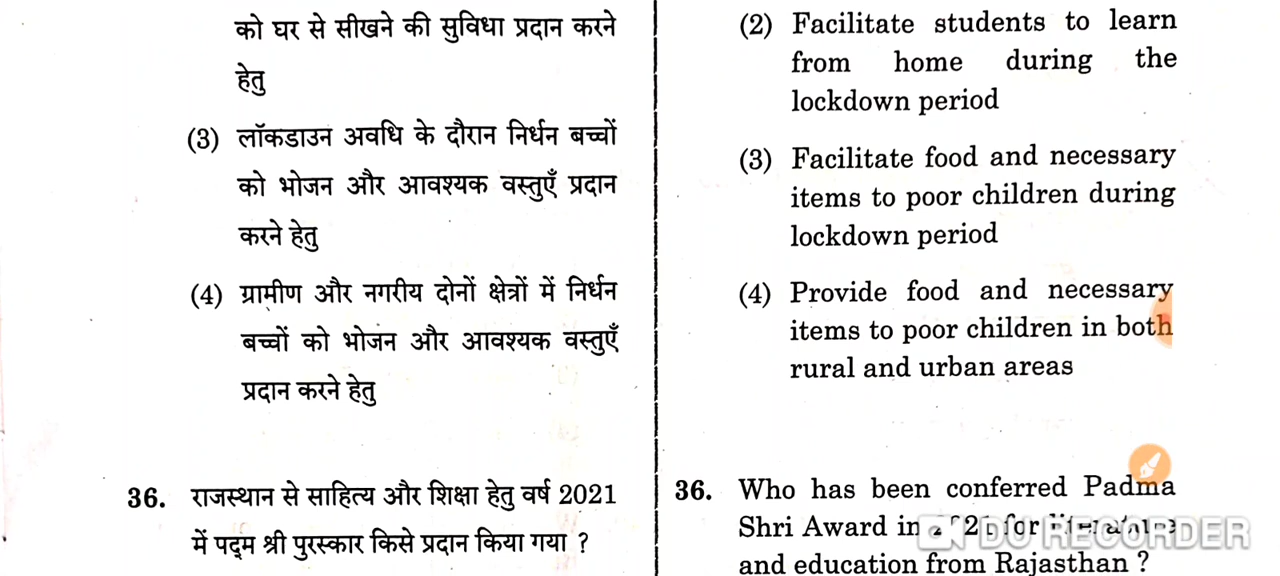 को घर से सीखने की सुविधा प्रदान करने
हेतु
(3) लॉकडाउन अवधि के दौरान निर्धन बच्चों
को भोजन और आवश्यक वस्तुएँ प्रदान
करने हेतु
(4) ग्रामीण और नगरीय दोनों क्षेत्रों में निर्धन
बच्चों को भोजन और आवश्यक वस्तुएँ
प्रदान करने हेतु
36. राजस्थान से साहित्य और शिक्षा हेतु वर्ष 2021
में पद्म श्री पुरस्कार किसे प्रदान किया गया ?
(2) Facilitate students to learn
from home during the
lockdown period
(3) Facilitate food and necessary
items to poor children during
lockdown period
(4) Provide food and necessary
items to poor children in both
rural and urban areas
36. Who has been conferred Padma
Shri Award in 2021 for literature
and education from Rajasthan ?
DU RECORDER